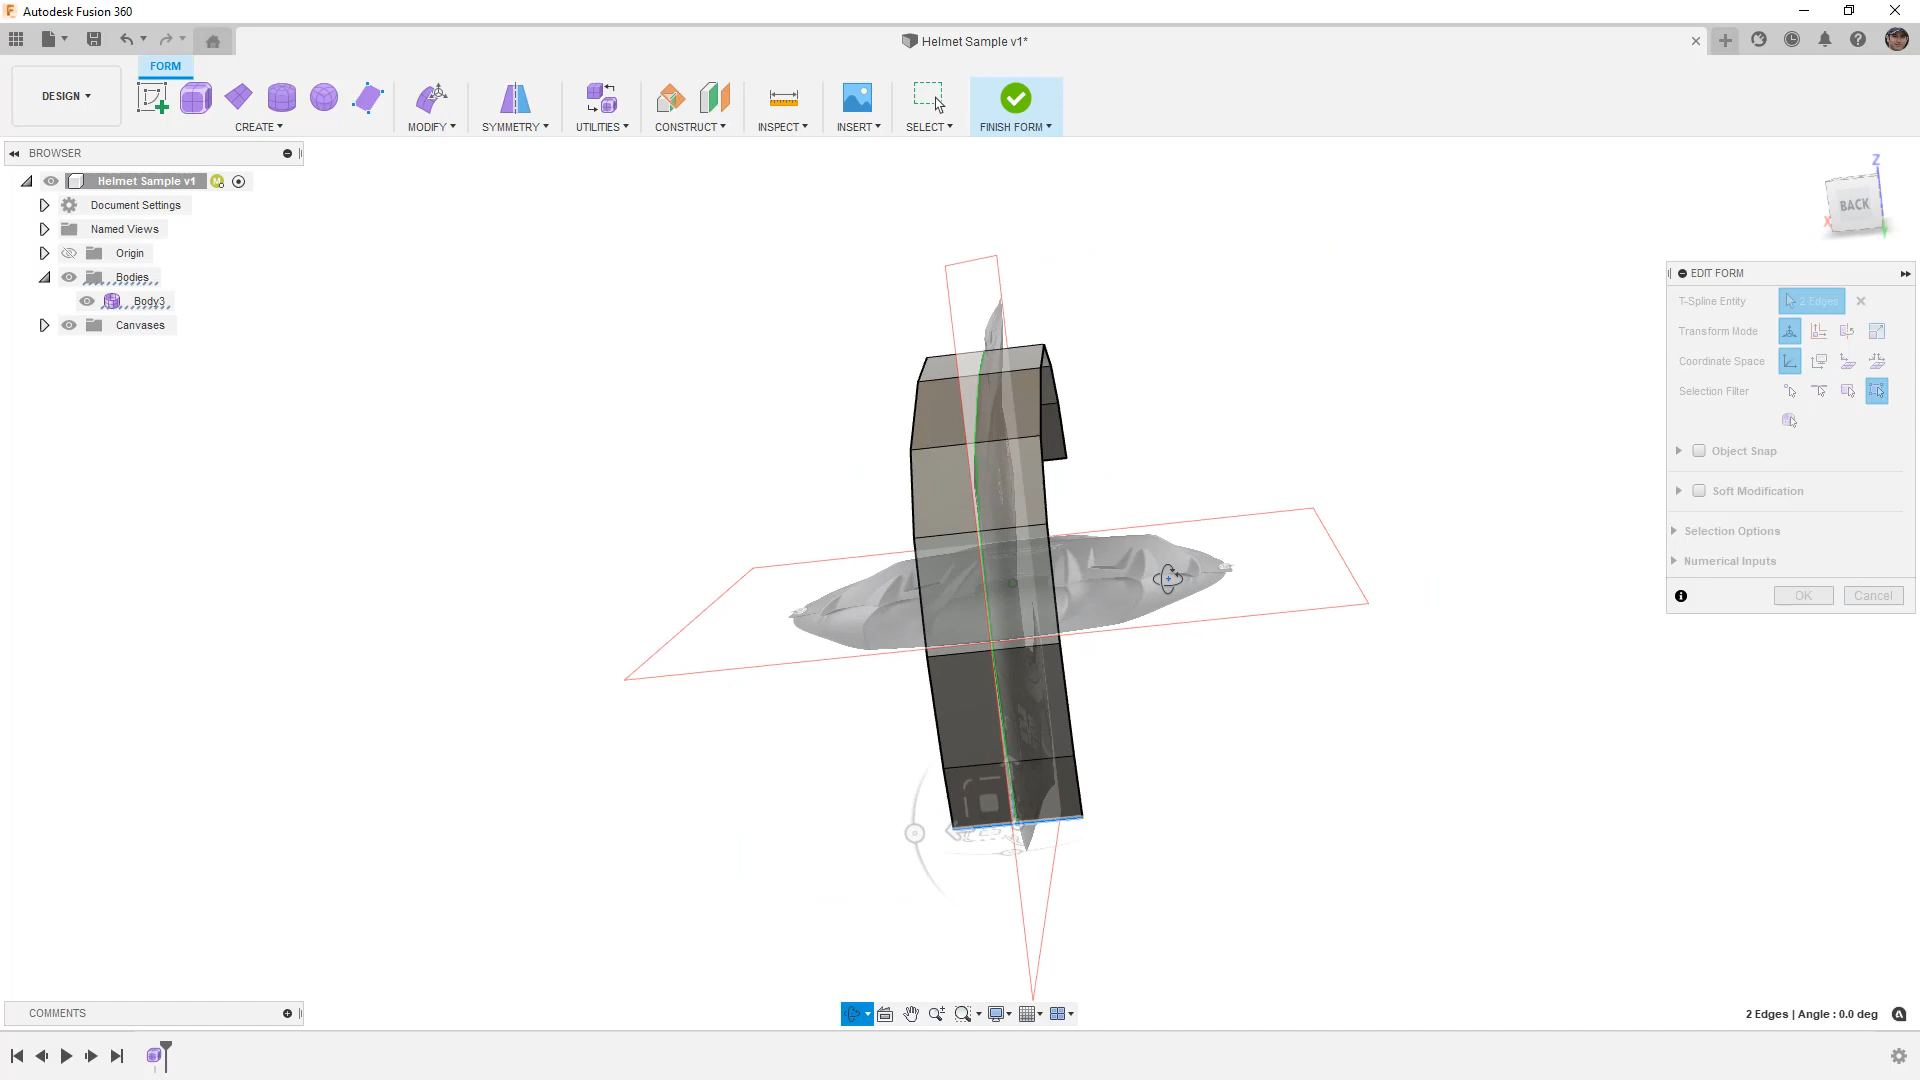 Autodesk Fusion 360
Helmet Sample v1*
FORM
DESIGN
CREATE
MODIFY
SYMMETRY
UTILITIES
CONSTRUCT
INSPECT
INSERT
SELECT
FINISH FORM
BROWSER
Helmet Sample v1
Document Settings
Named Views
Origin
Bodies
Body3
Canvases
Z
BACK
X
EDIT FORM
T-Spline Entity
2 Edges
Transform Mode
Coordinate Space
Selection Filter
Object Snap
Soft Modification
Selection Options
Numerical Inputs
OK
Cancel
COMMENTS
2 Edges | Angle : 0.0 deg